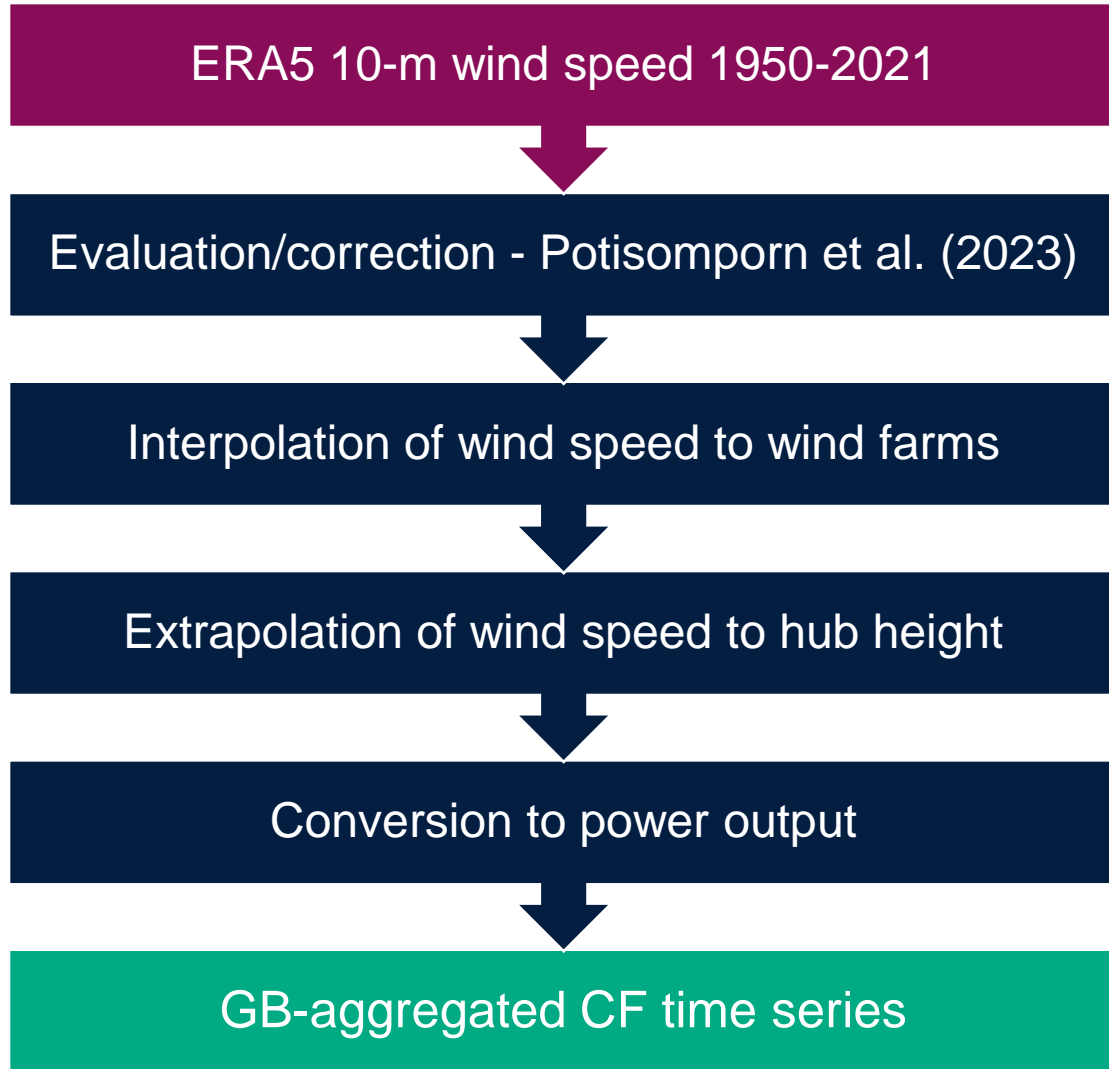 ERA5 10-m wind speed 1950-2021
Evaluation/correction - Potisomporn et al. (2023)
Interpolation of wind speed to wind farms
Extrapolation of wind speed to hub height
Conversion to power output
GB-aggregated CF time series